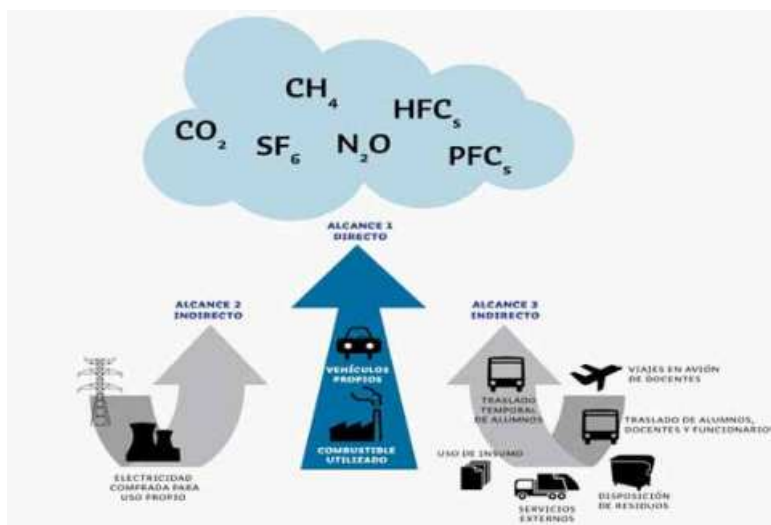 CH₄
HFCₛ
CO₂
SF₆
N₂O
PFCₛ
ALCANCE 1
DIRECTO
ALCANCE 2
INDIRECTO
ALCANCE 3
INDIRECTO
VEHÍCULOS
PROPIOS
COMBUSTIBLE
UTILIZADO
ELECTRICIDAD
COMPRADA PARA
USO PROPIO
TRASLADO
TEMPORAL
DE ALUMNOS
VIAJES EN AVIÓN
DE DOCENTES
TRASLADO DE ALUMNOS,
DOCENTES Y FUNCIONARIOS
USO DE INSUMO
SERVICIOS
EXTERNOS
DISPOSICIÓN
DE RESIDUOS